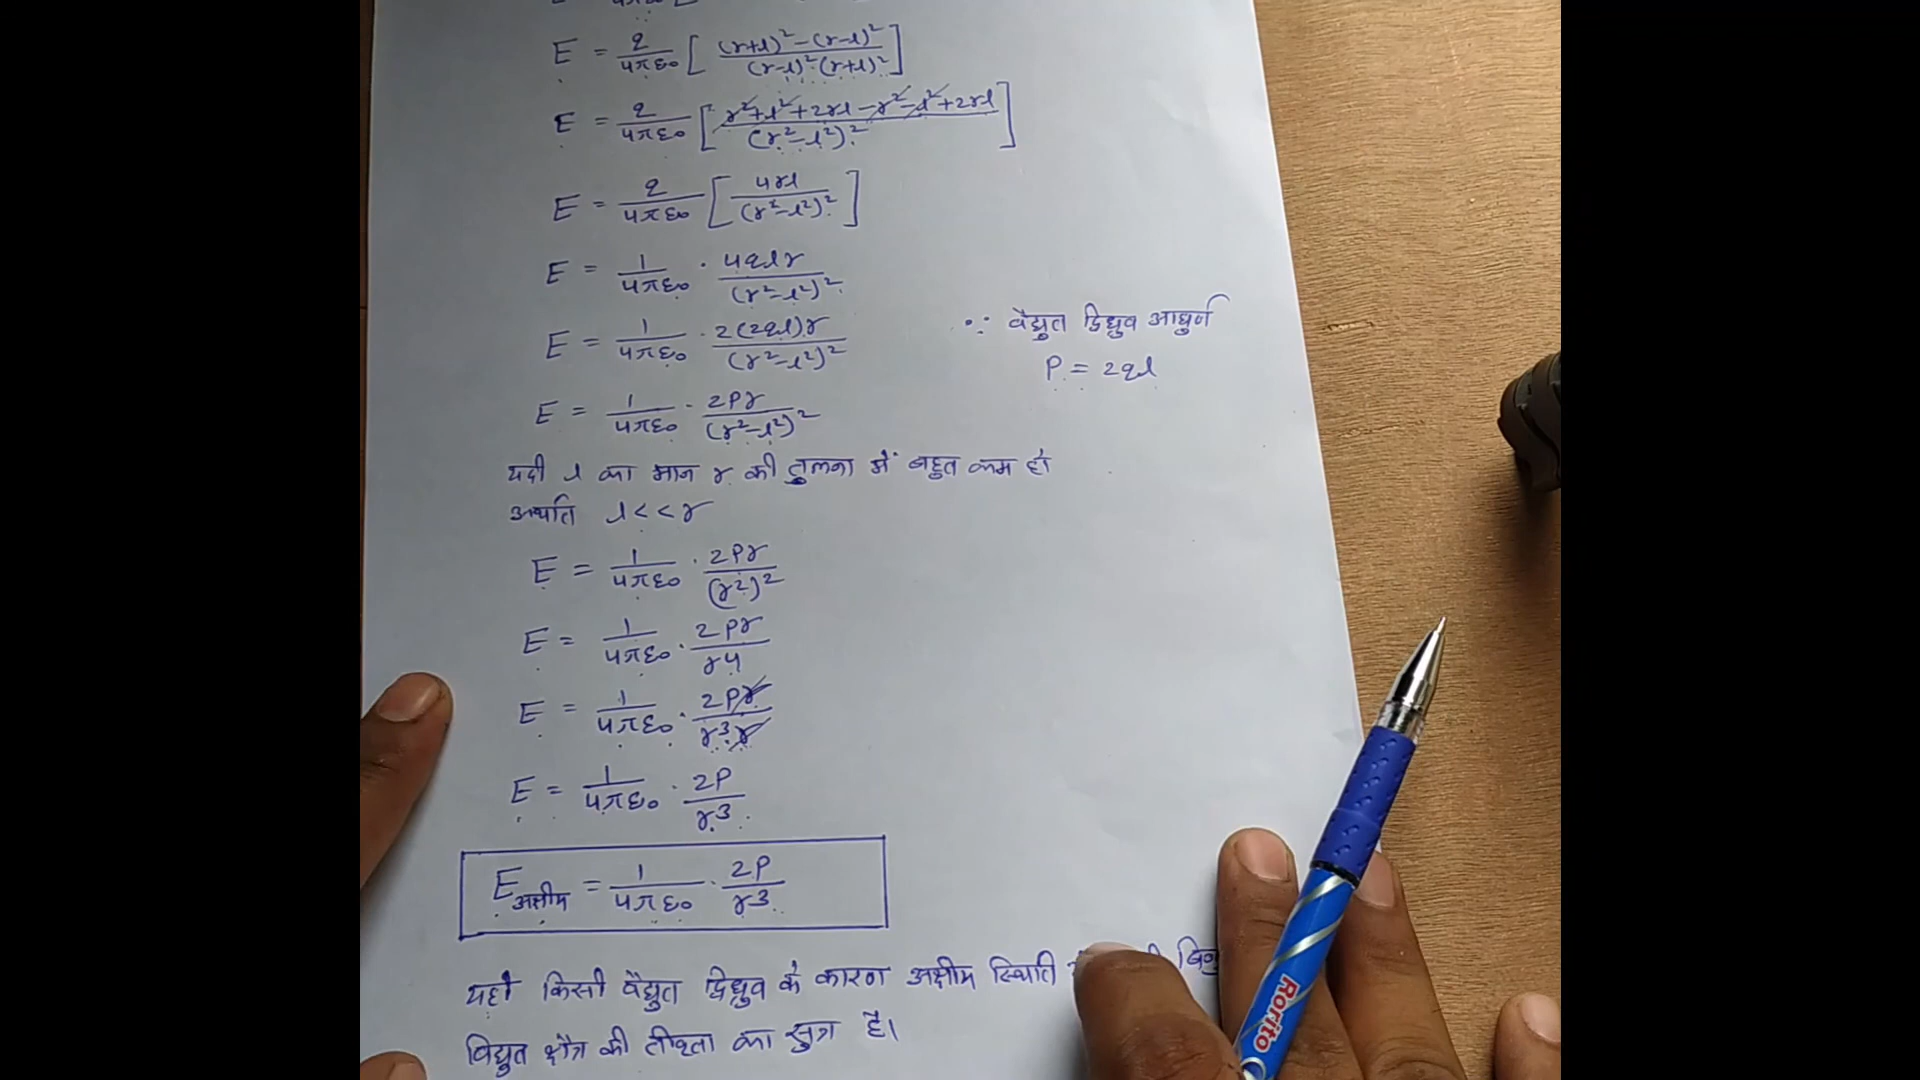 E = q/4πε₀ [ (r+l)² - (r-l)² / (r-l)² (r+l)² ]
E = q/4πε₀ [ r² + l² + 2rl - r² - l² + 2rl / (r² - l²)² ]
E = q/4πε₀ [ 4rl / (r² - l²)² ]
E = 1/4πε₀ · 4qlr / (r² - l²)²
E = 1/4πε₀ · 2(2ql)r / (r² - l²)²
∵ वैद्युत द्विध्रुव आघुर्ण
P = 2ql
E = 1/4πε₀ · 2Pr / (r² - l²)²
यदी l का मान r की तुलना में बहुत कम हो
अर्थात l << r
E = 1/4πε₀ · 2Pr / (r²)²
E = 1/4πε₀ · 2Pr / r4
E = 1/4πε₀ · 2Pr / r³r
E = 1/4πε₀ · 2P / r3
E अक्षीय = 1/4πε₀ · 2P / r3
यही किसी वैद्युत द्विध्रुव के कारण अक्षीय स्थिति
विद्युत क्षेत्र की तीव्रता का सुत्र है।
Rorito